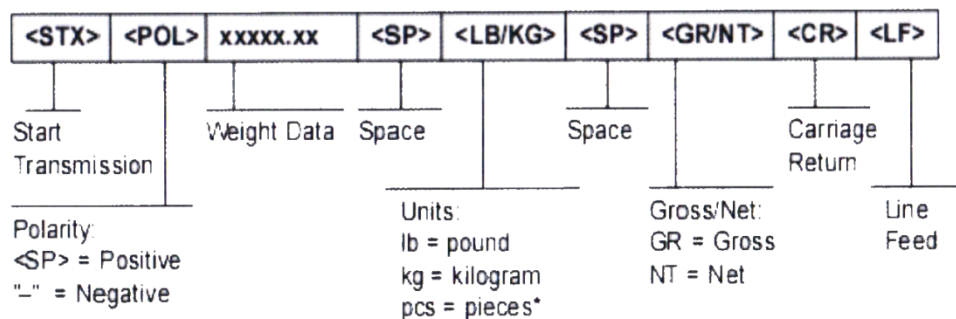 <STX> <POL> xxxxx.xx <SP> <LB/KG> <SP> <GR/NT> <CR> <LF>
Start
Transmission
Weight Data
Space
Space
Carriage
Return
Polarity:
<SP> = Positive
"–" = Negative
Units:
lb = pound
kg = kilogram
pcs = pieces*
Gross/Net:
GR = Gross
NT = Net
Line
Feed